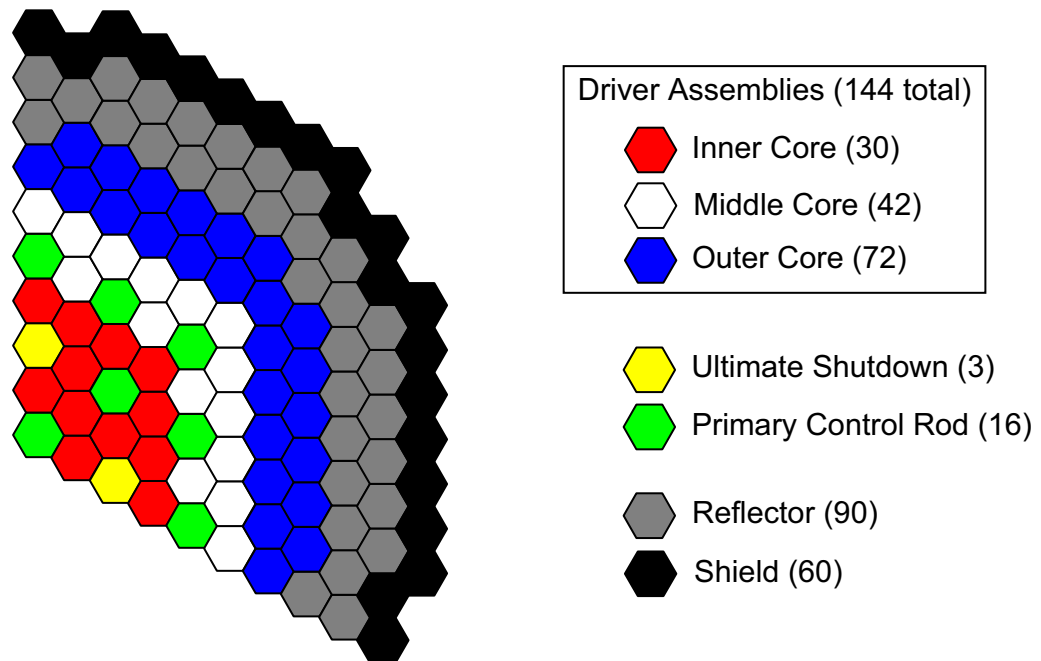 Driver Assemblies (144 total)
Inner Core (30)
Middle Core (42)
Outer Core (72)
Ultimate Shutdown (3)
Primary Control Rod (16)
Reflector (90)
Shield (60)